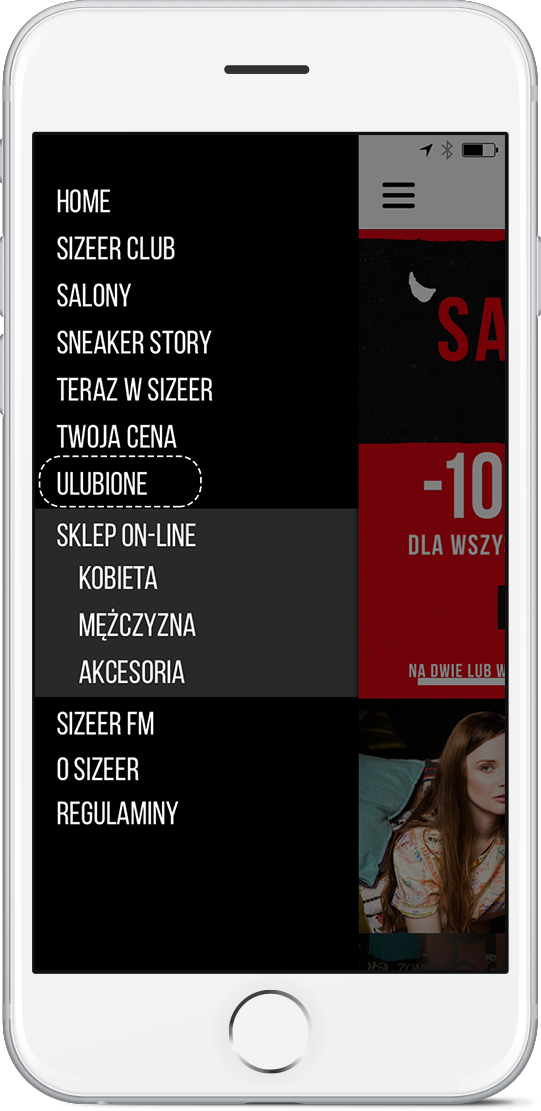 HOME
SIZEER CLUB
SALONY
SNEAKER STORY
TERAZ W SIZEER
TWOJA CENA
ULUBIONE
SKLEP ON-LINE
KOBIETA
MĘŻCZYZNA
AKCESORIA
SIZEER FM
O SIZEER
REGULAMINY
SA
-10
DLA WSZY
NA DWIE LUB W